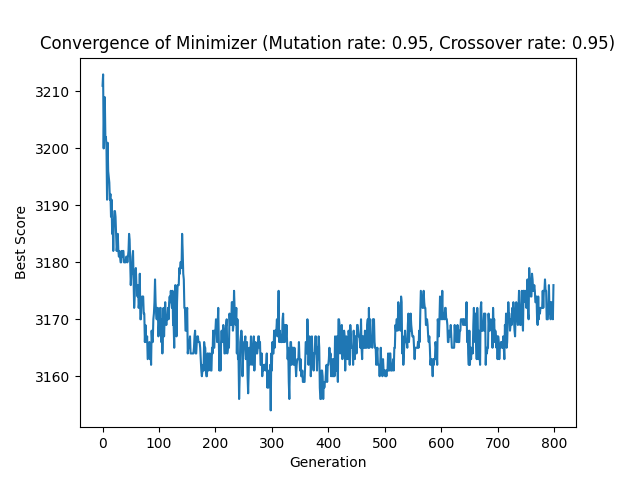 Convergence of Minimizer (Mutation rate: 0.95, Crossover rate: 0.95)
3210
3200
3190
3180
3170
3160
Best Score
0 100 200 300 400 500 600 700 800
Generation